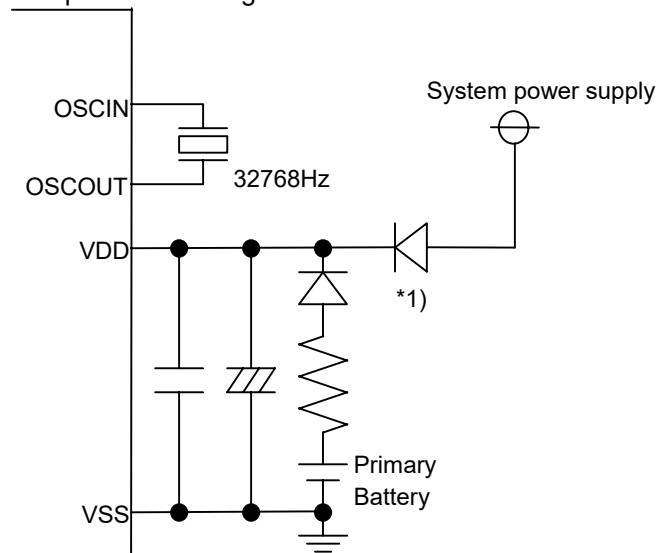 System power supply
OSCIN
OSCOUT
32768Hz
VDD
*1)
Primary
Battery
VSS